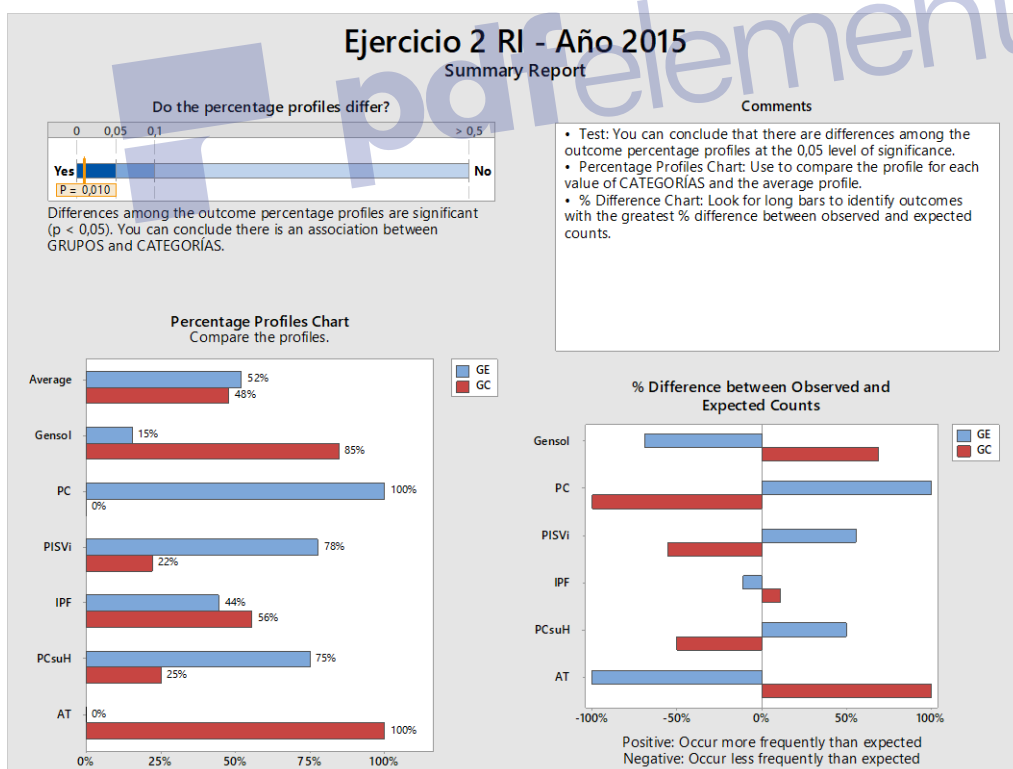 pdfelement
Ejercicio 2 RI - Año 2015
Summary Report
Do the percentage profiles differ?
0 0,05 0,1 > 0,5
Yes No
P = 0,010
Differences among the outcome percentage profiles are significant
(p < 0,05). You can conclude there is an association between
GRUPOS and CATEGORÍAS.
Comments
• Test: You can conclude that there are differences among the
outcome percentage profiles at the 0,05 level of significance.
• Percentage Profiles Chart: Use to compare the profile for each
value of CATEGORÍAS and the average profile.
• % Difference Chart: Look for long bars to identify outcomes
with the greatest % difference between observed and expected
counts.
Percentage Profiles Chart
Compare the profiles.
GE
GC
Average 52%
48%
Gensol 15%
85%
PC 100%
0%
PISVi 78%
22%
IPF 44%
56%
PCsuH 75%
25%
AT 0%
100%
0% 25% 50% 75% 100%
% Difference between Observed and
Expected Counts
GE
GC
Gensol
PC
PISVi
IPF
PCsuH
AT
-100% -50% 0% 50% 100%
Positive: Occur more frequently than expected
Negative: Occur less frequently than expected